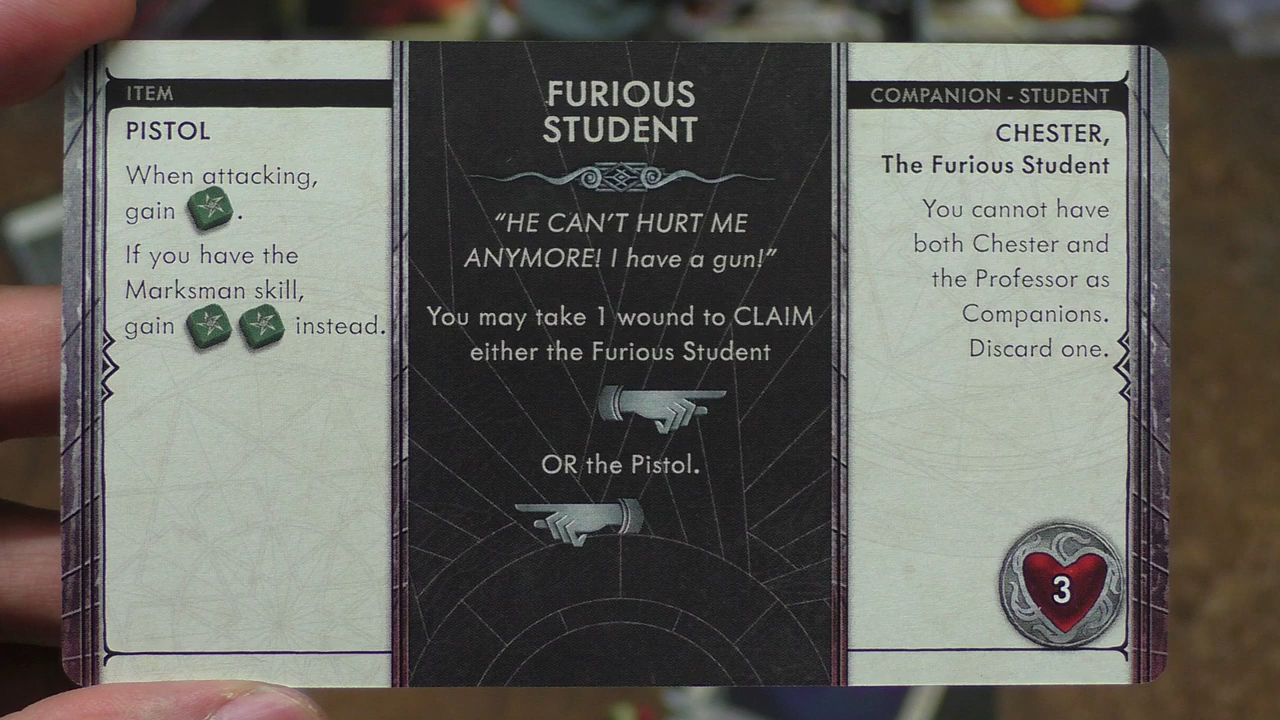 ITEM
PISTOL
When attacking,
gain .
If you have the
Marksman skill,
gain instead.
FURIOUS
STUDENT
“HE CAN’T HURT ME
ANYMORE! I have a gun!”
You may take 1 wound to CLAIM
either the Furious Student
OR the Pistol.
COMPANION - STUDENT
CHESTER,
The Furious Student
You cannot have
both Chester and
the Professor as
Companions.
Discard one.
3